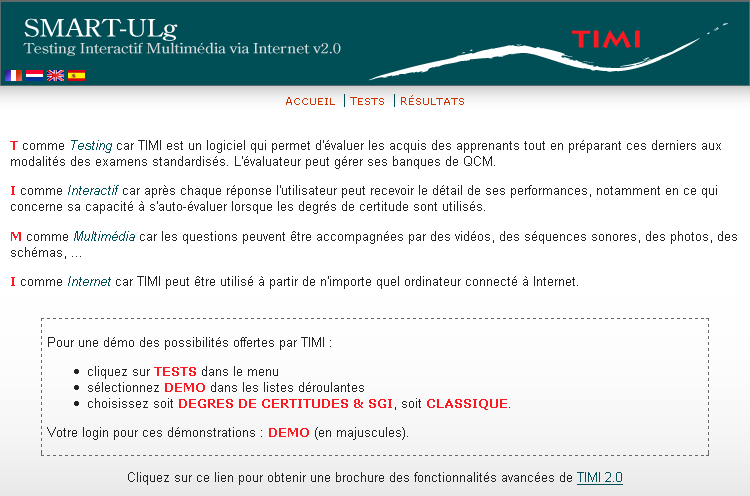 SMART-ULg
Testing Interactif Multimédia via Internet v2.0
TIMI
Accueil | Tests | Résultats
T comme Testing car TIMI est un logiciel qui permet d'évaluer les acquis des apprenants tout en préparant ces derniers aux
modalités des examens standardisés. L'évaluateur peut gérer ses banques de QCM.
I comme Interactif car après chaque réponse l'utilisateur peut recevoir le détail de ses performances, notamment en ce qui
concerne sa capacité à s'auto-évaluer lorsque les degrés de certitude sont utilisés.
M comme Multimédia car les questions peuvent être accompagnées par des vidéos, des séquences sonores, des photos, des
schémas, ...
I comme Internet car TIMI peut être utilisé à partir de n'importe quel ordinateur connecté à Internet.
Pour une démo des possibilités offertes par TIMI :
• cliquez sur TESTS dans le menu
• sélectionnez DEMO dans les listes déroulantes
• choisissez soit DEGRES DE CERTITUDES & SGI, soit CLASSIQUE.
Votre login pour ces démonstrations : DEMO (en majuscules).
Cliquez sur ce lien pour obtenir une brochure des fonctionnalités avancées de TIMI 2.0